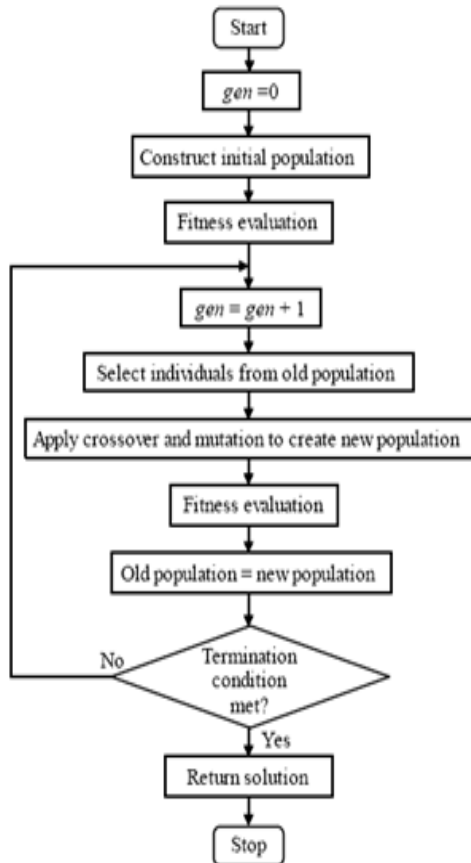 Start
gen =0
Construct initial population
Fitness evaluation
gen = gen + 1
Select individuals from old population
Apply crossover and mutation to create new population
Fitness evaluation
Old population = new population
No
Termination
condition
met?
Yes
Return solution
Stop